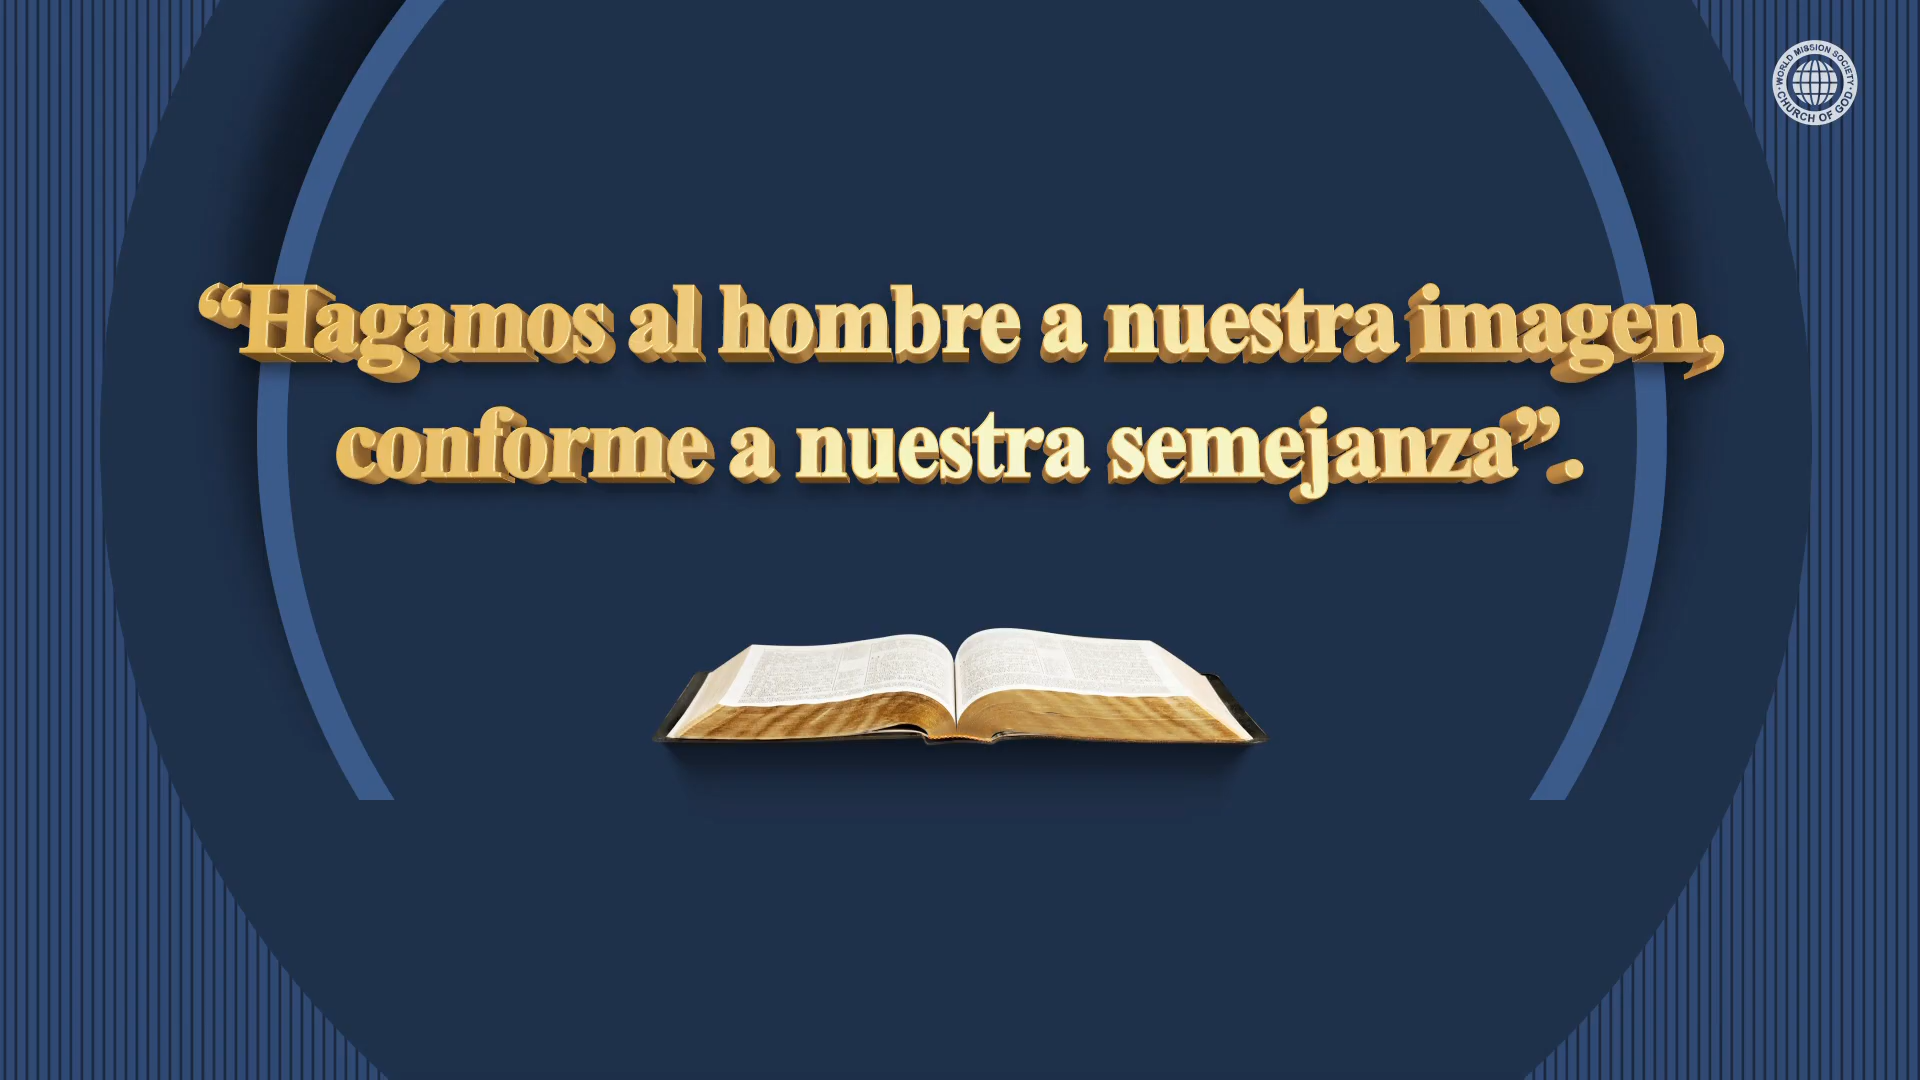 WORLD MISSION SOCIETY
CHURCH OF GOD
“Hagamos al hombre a nuestra imagen,
conforme a nuestra semejanza”.